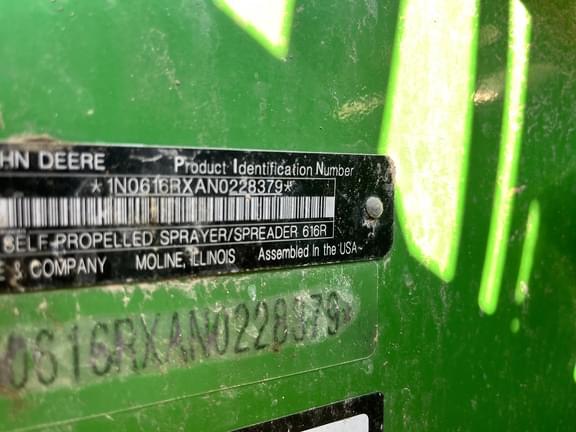 HN DEERE Product Identification Number
*1N0616RXAN0228379*
SELF-PROPELLED SPRAYER/SPREADER 616R
E & COMPANY MOLINE, ILLINOIS Assembled in the USA
0616RXAN0228379